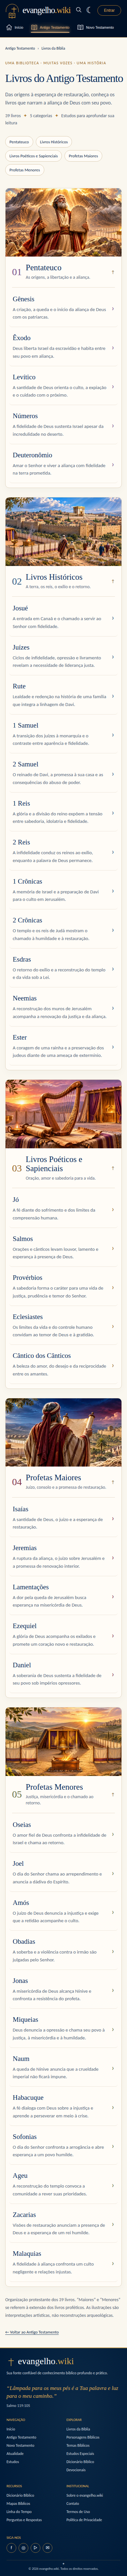 evangelho.wiki
Entrar
Início
Antigo Testamento
Novo Testamento
Antigo Testamento › Livros da Bíblia
UMA BIBLIOTECA · MUITAS VOZES · UMA HISTÓRIA
Livros do Antigo Testamento
Das origens à esperança restaurada, conheça os livros que narram a aliança de Deus com seu povo.
39 livros • 5 categorias • Estudos para aprofundar sua leitura
Pentateuco
Livros Históricos
Livros Poéticos e Sapienciais
Profetas Maiores
Profetas Menores
01 Pentateuco
As origens, a libertação e a aliança.
Gênesis
A criação, a queda e o início da aliança de Deus com os patriarcas.
Êxodo
Deus liberta Israel da escravidão e habita entre seu povo em aliança.
Levítico
A santidade de Deus orienta o culto, a expiação e o cuidado com o próximo.
Números
A fidelidade de Deus sustenta Israel apesar da incredulidade no deserto.
Deuteronômio
Amar o Senhor e viver a aliança com fidelidade na terra prometida.
02 Livros Históricos
A terra, os reis, o exílio e o retorno.
Josué
A entrada em Canaã e o chamado a servir ao Senhor com fidelidade.
Juízes
Ciclos de infidelidade, opressão e livramento revelam a necessidade de liderança justa.
Rute
Lealdade e redenção na história de uma família que integra a linhagem de Davi.
1 Samuel
A transição dos juízes à monarquia e o contraste entre aparência e fidelidade.
2 Samuel
O reinado de Davi, a promessa à sua casa e as consequências do abuso de poder.
1 Reis
A glória e a divisão do reino expõem a tensão entre sabedoria, idolatria e fidelidade.
2 Reis
A infidelidade conduz os reinos ao exílio, enquanto a palavra de Deus permanece.
1 Crônicas
A memória de Israel e a preparação de Davi para o culto em Jerusalém.
2 Crônicas
O templo e os reis de Judá mostram o chamado à humildade e à restauração.
Esdras
O retorno do exílio e a reconstrução do templo e da vida sob a Lei.
Neemias
A reconstrução dos muros de Jerusalém acompanha a renovação da justiça e da aliança.
Ester
A coragem de uma rainha e a preservação dos judeus diante de uma ameaça de extermínio.
03 Livros Poéticos e Sapienciais
Oração, amor e sabedoria para a vida.
Jó
A fé diante do sofrimento e dos limites da compreensão humana.
Salmos
Orações e cânticos levam louvor, lamento e esperança à presença de Deus.
Provérbios
A sabedoria forma o caráter para uma vida de justiça, prudência e temor do Senhor.
Eclesiastes
Os limites da vida e do controle humano convidam ao temor de Deus e à gratidão.
Cântico dos Cânticos
A beleza do amor, do desejo e da reciprocidade entre os amantes.
04 Profetas Maiores
Juízo, consolo e a promessa de restauração.
Isaías
A santidade de Deus, o juízo e a esperança de restauração.
Jeremias
A ruptura da aliança, o juízo sobre Jerusalém e a promessa de renovação interior.
Lamentações
A dor pela queda de Jerusalém busca esperança na misericórdia de Deus.
Ezequiel
A glória de Deus acompanha os exilados e promete um coração novo e restauração.
Daniel
A soberania de Deus sustenta a fidelidade de seu povo sob impérios opressores.
05 Profetas Menores
Justiça, misericórdia e o chamado ao retorno.
Oseias
O amor fiel de Deus confronta a infidelidade de Israel e chama ao retorno.
Joel
O dia do Senhor chama ao arrependimento e anuncia a dádiva do Espírito.
Amós
O juízo de Deus denuncia a injustiça e exige que a retidão acompanhe o culto.
Obadias
A soberba e a violência contra o irmão são julgadas pelo Senhor.
Jonas
A misericórdia de Deus alcança Nínive e confronta a resistência do profeta.
Miqueias
Deus denuncia a opressão e chama seu povo à justiça, à misericórdia e à humildade.
Naum
A queda de Nínive anuncia que a crueldade imperial não ficará impune.
Habacuque
A fé dialoga com Deus sobre a injustiça e aprende a perseverar em meio à crise.
Sofonias
O dia do Senhor confronta a arrogância e abre esperança a um povo humilde.
Ageu
A reconstrução do templo convoca a comunidade a rever suas prioridades.
Zacarias
Visões de restauração anunciam a presença de Deus e a esperança de um rei humilde.
Malaquias
A fidelidade à aliança confronta um culto vazio e negligente relações injustas.
Organização protestante dos 39 livros. "Maiores" e "Menores" se referem à extensão dos livros proféticos. As ilustrações são interpretações artísticas, não reconstruções arqueológicas.
← Voltar ao Antigo Testamento
evangelho.wiki
Sua fonte confiável de conhecimento bíblico profundo e prático.
"Lâmpada para os meus pés é a Tua palavra e luz para o meu caminho."
Salmo 119:105
NAVEGAÇÃO
Início
Antigo Testamento
Novo Testamento
Atualidade
Estudos
EXPLORAR
Livros da Bíblia
Personagens Bíblicos
Temas Bíblicos
Estudos Especiais
Dicionário Bíblico
Devocionais
RECURSOS
Dicionário Bíblico
Mapas Bíblicos
Linha do Tempo
Perguntas e Respostas
INSTITUCIONAL
Sobre o evangelho.wiki
Contato
Termos de Uso
Política de Privacidade
SIGA-NOS
© 2026 evangelho.wiki. Todos os direitos reservados.